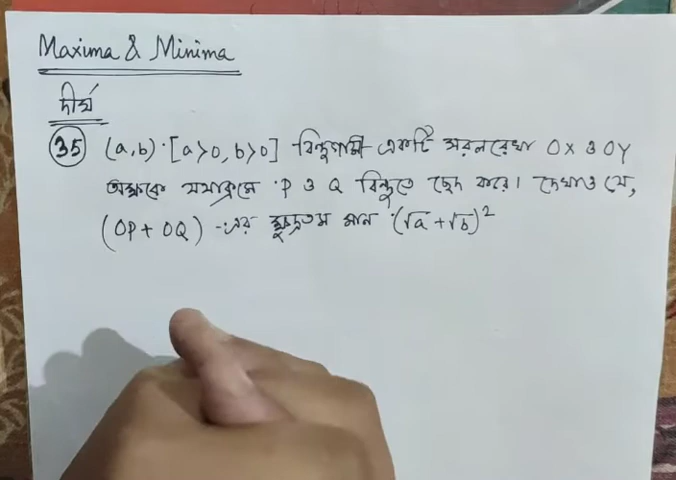 Maxima & Minima
দীর্ঘ
35 (a,b) [a>0, b>0] বিন্দুগামী একটি সরলরেখা OX ও OY
অক্ষকে যথাক্রমে P ও Q বিন্দুতে ছেদ করে। দেখাও যে,
(OP + OQ) -এর ক্ষুদ্রতম মান (√a + √b)²